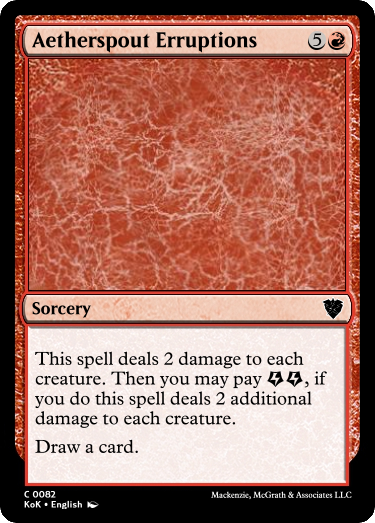 Aetherspout Erruptions 5
Sorcery
This spell deals 2 damage to each
creature. Then you may pay , if
you do this spell deals 2 additional
damage to each creature.
Draw a card.
C 0082
KoK • English
Mackenzie, McGrath & Associates LLC